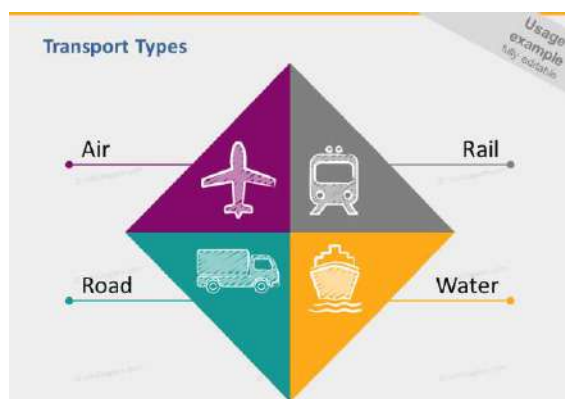 Transport Types
Usage
example
fully editable
Air
Rail
Road
Water